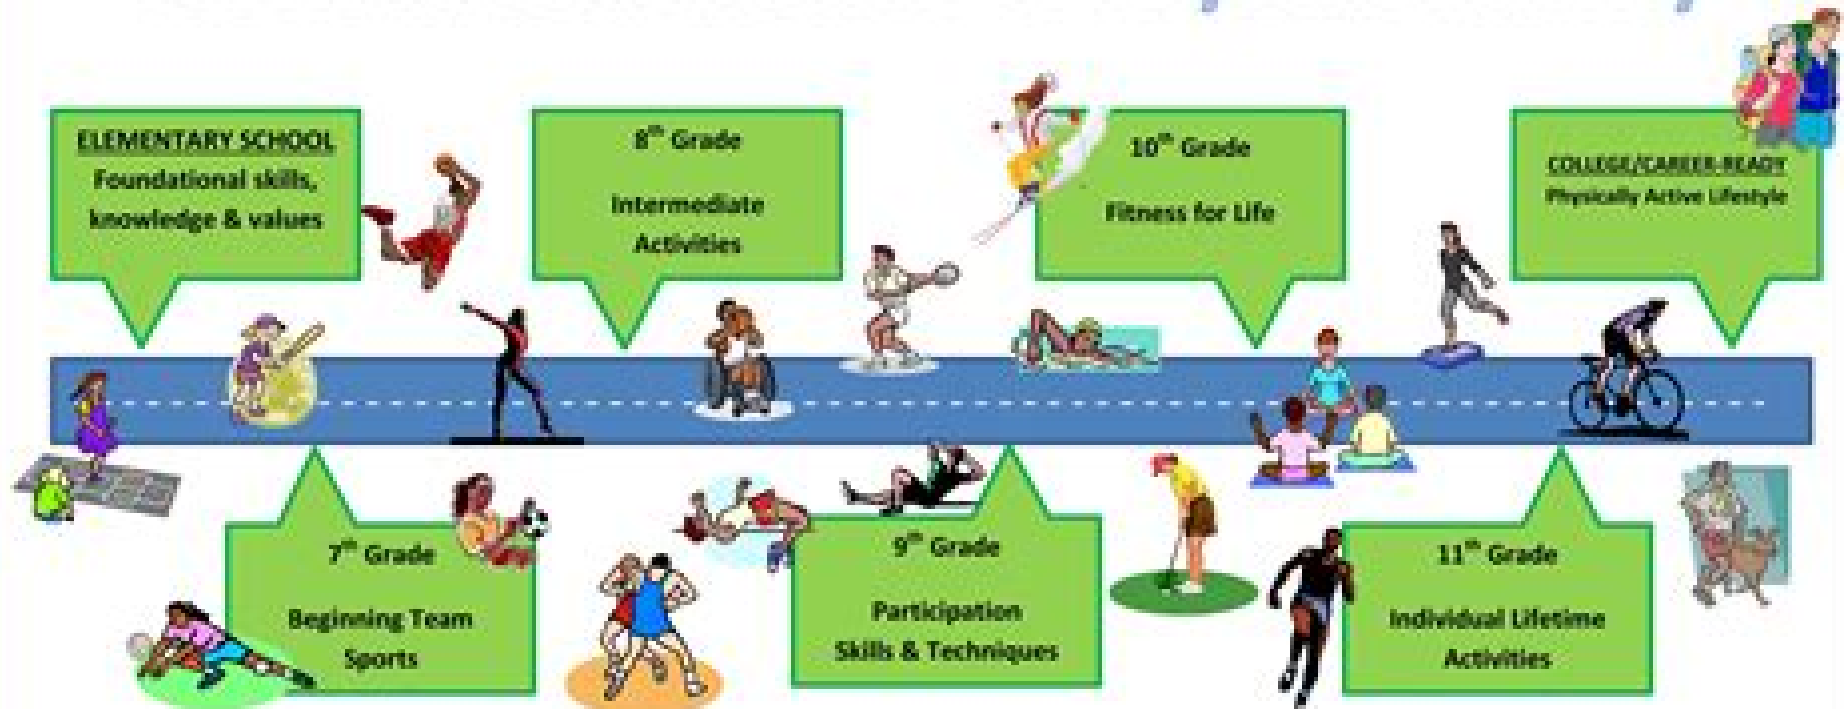 ELEMENTARY SCHOOL
Foundational skills,
knowledge & values
7th Grade
Beginning Team
Sports
8th Grade
Intermediate
Activities
9th Grade
Participation
Skills & Techniques
10th Grade
Fitness for Life
11th Grade
Individual Lifetime
Activities
COLLEGE/CAREER-READY
Physically Active Lifestyle